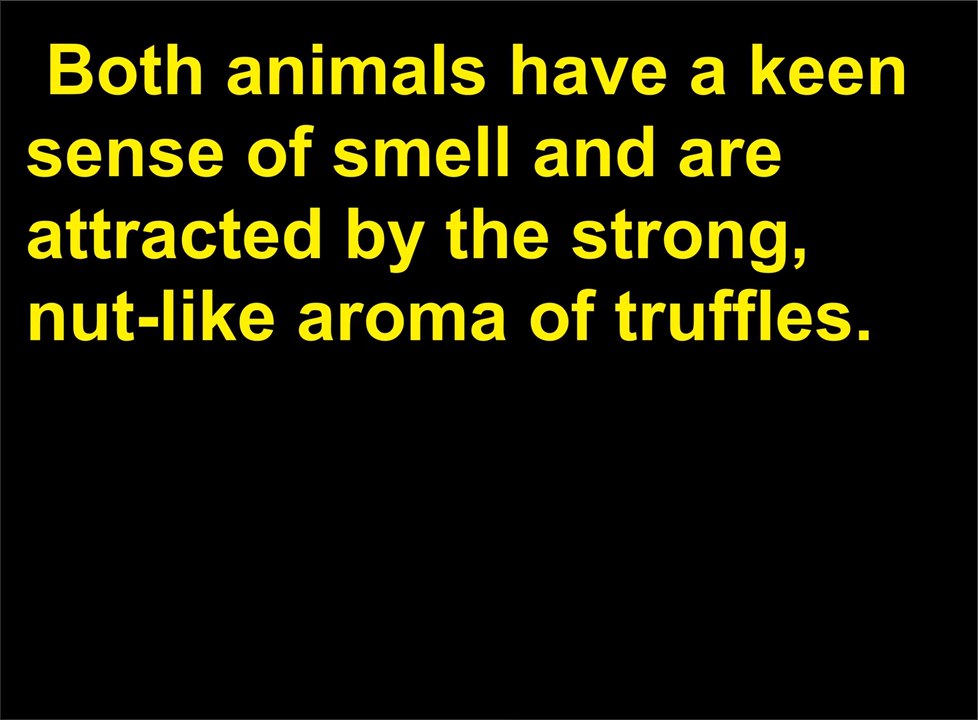 Both animals have a keen
sense of smell and are
attracted by the strong,
nut-like aroma of truffles.